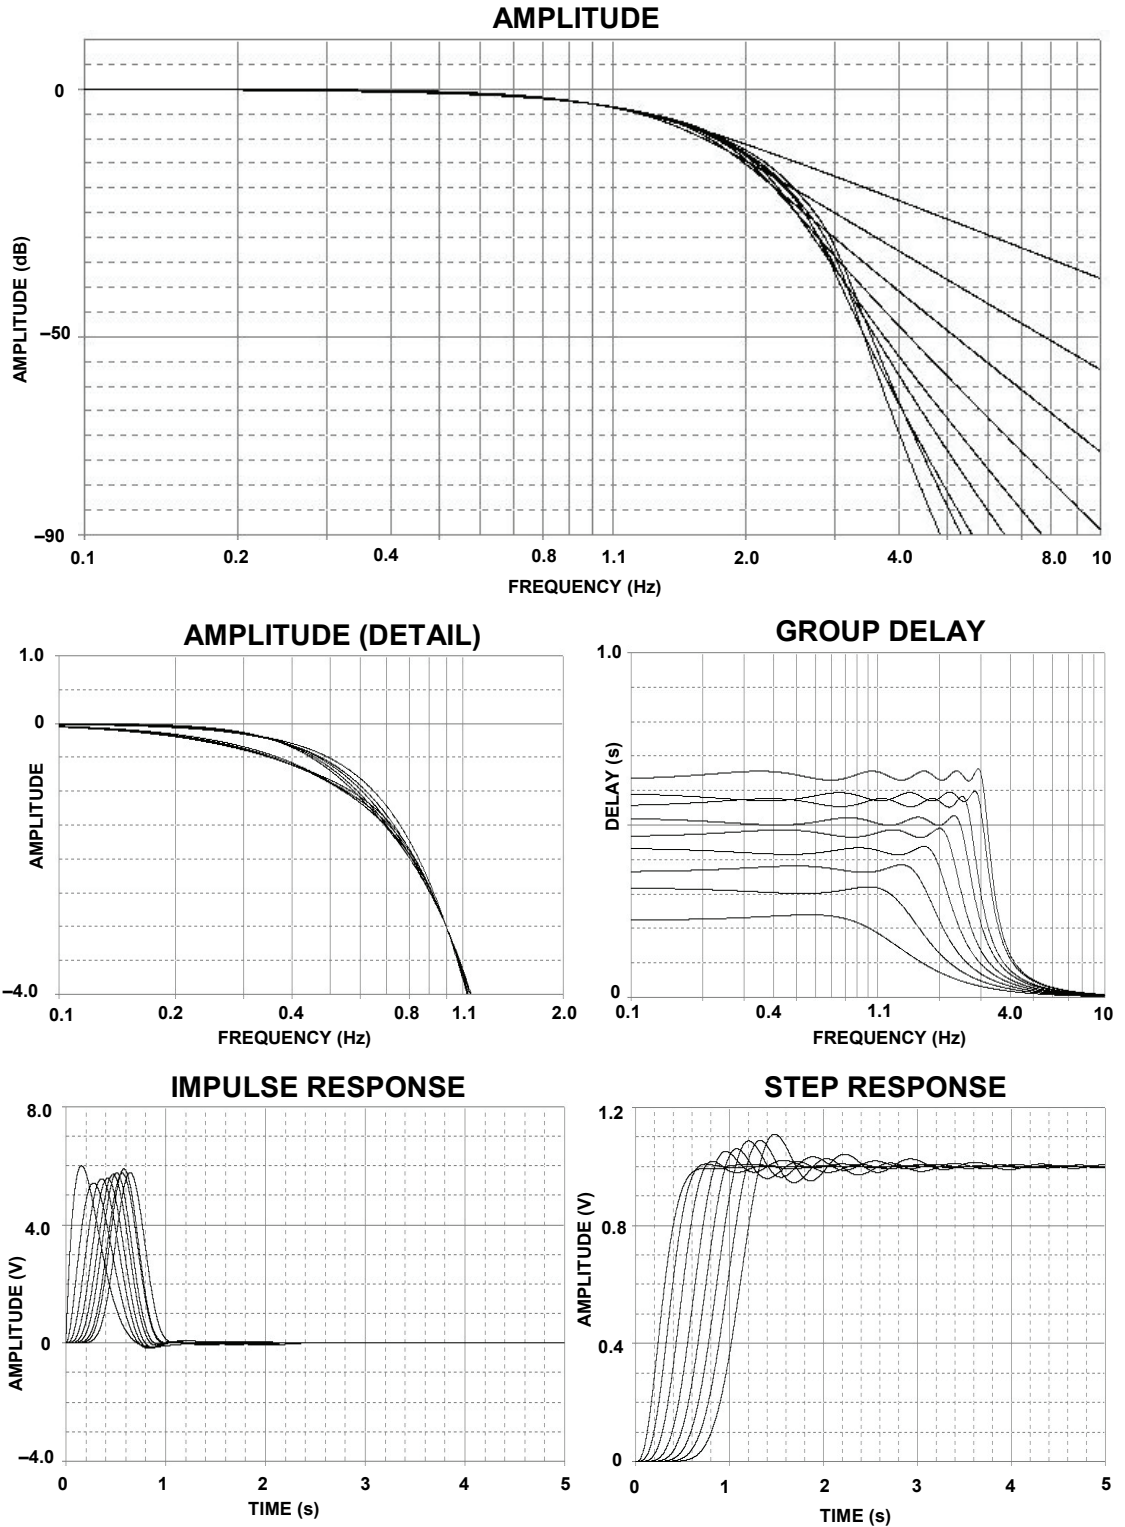 AMPLITUDE
0
–50
–90
AMPLITUDE (dB)
0.1 0.2 0.4 0.8 1.1 2.0 4.0 8.0 10
FREQUENCY (Hz)
AMPLITUDE (DETAIL)
1.0
0
–4.0
AMPLITUDE
0.1 0.2 0.4 0.8 1.1 2.0
FREQUENCY (Hz)
GROUP DELAY
1.0
0
DELAY (s)
0.1 0.4 1.1 4.0 10
FREQUENCY (Hz)
IMPULSE RESPONSE
8.0
4.0
0
–4.0
AMPLITUDE (V)
0 1 2 3 4 5
TIME (s)
STEP RESPONSE
1.2
0.8
0.4
0
AMPLITUDE (V)
0 1 2 3 4 5
TIME (s)